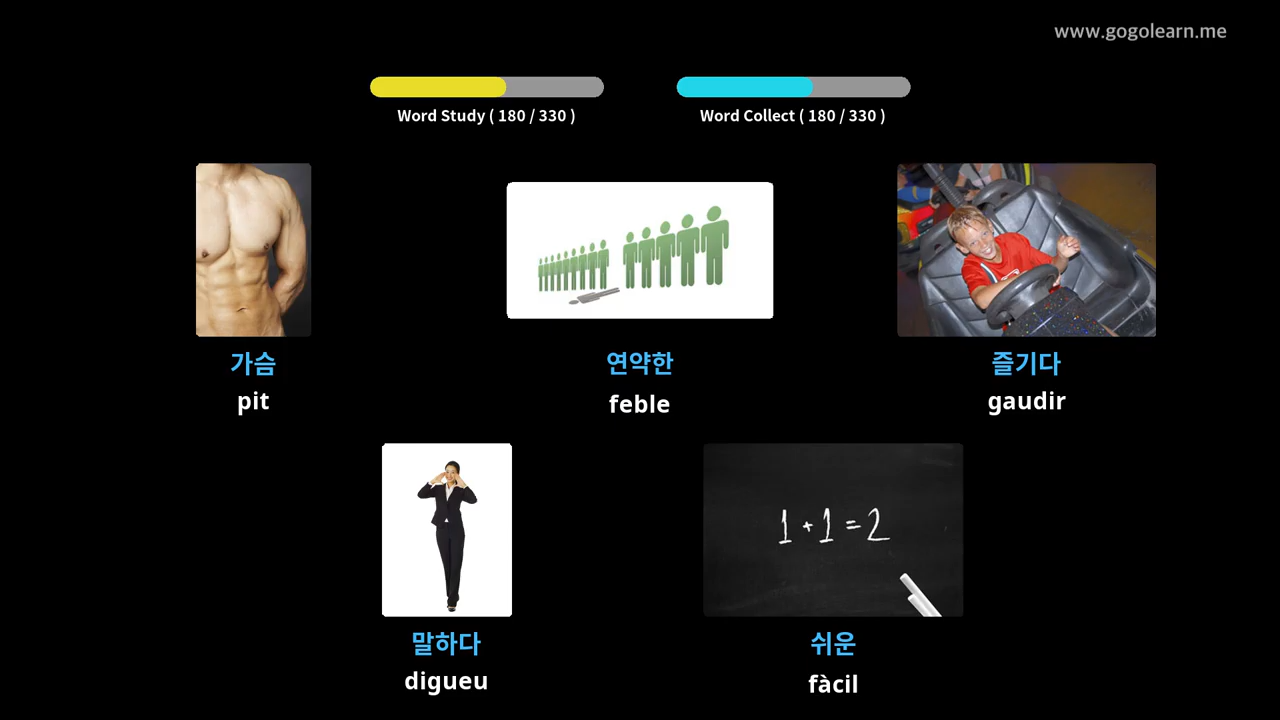 www.gogolearn.me
Word Study ( 180 / 330 )
Word Collect ( 180 / 330 )
가슴
pit
연약한
feble
즐기다
gaudir
1 + 1 = 2
말하다
digueu
쉬운
fàcil